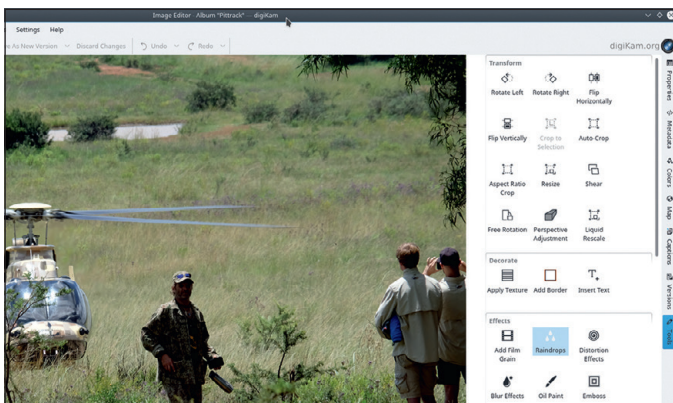 Image Editor - Album "Pittrack" — digiKam
Settings Help
e As New Version Discard Changes Undo Redo digiKam.org
Transform
Rotate Left Rotate Right Flip Horizontally
Flip Vertically Crop to Selection Auto Crop
Aspect Ratio Crop Resize Shear
Free Rotation Perspective Adjustment Liquid Rescale
Decorate
Apply Texture Add Border Insert Text
Effects
Add Film Grain Raindrops Distortion Effects
Blur Effects Oil Paint Emboss
Properties
Metadata
Colors
Map
Captions
Versions
Tools